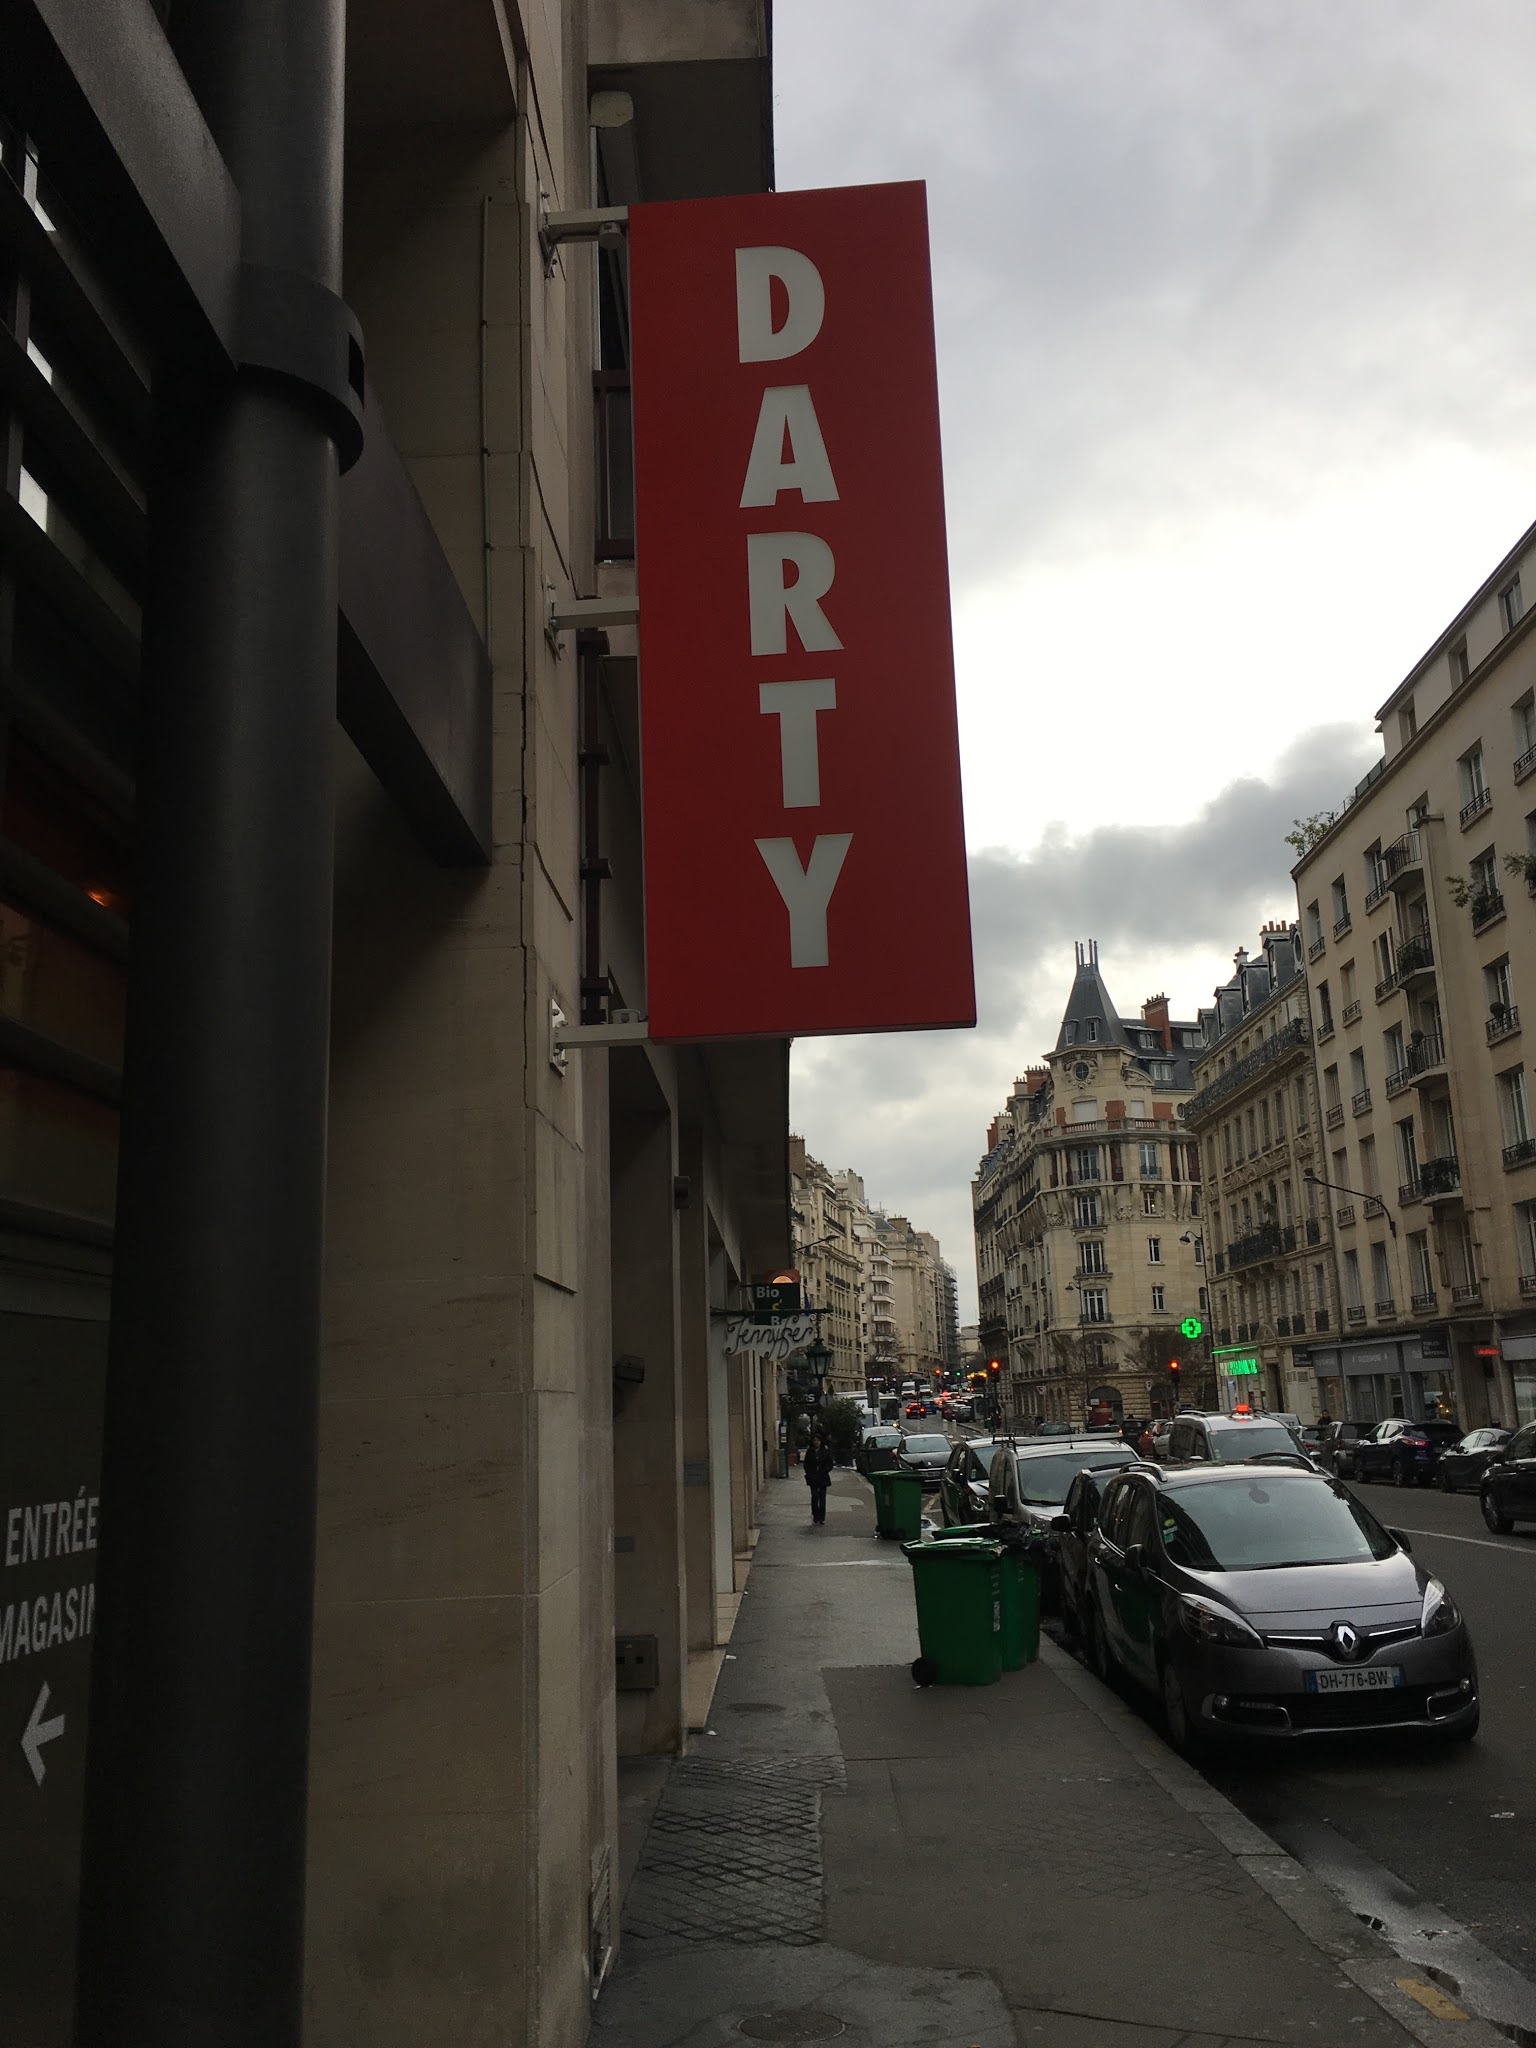 DARTY
Bio
c'
B
JennyFer
ENTRÉE
MAGASIN
DH-776-BW